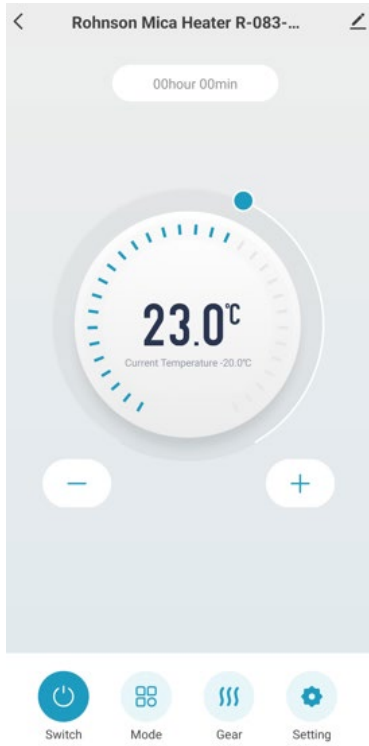 Rohnson Mica Heater R-083-...
00hour 00min
23.0℃
Current Temperature -20.0℃
Switch Mode Gear Setting